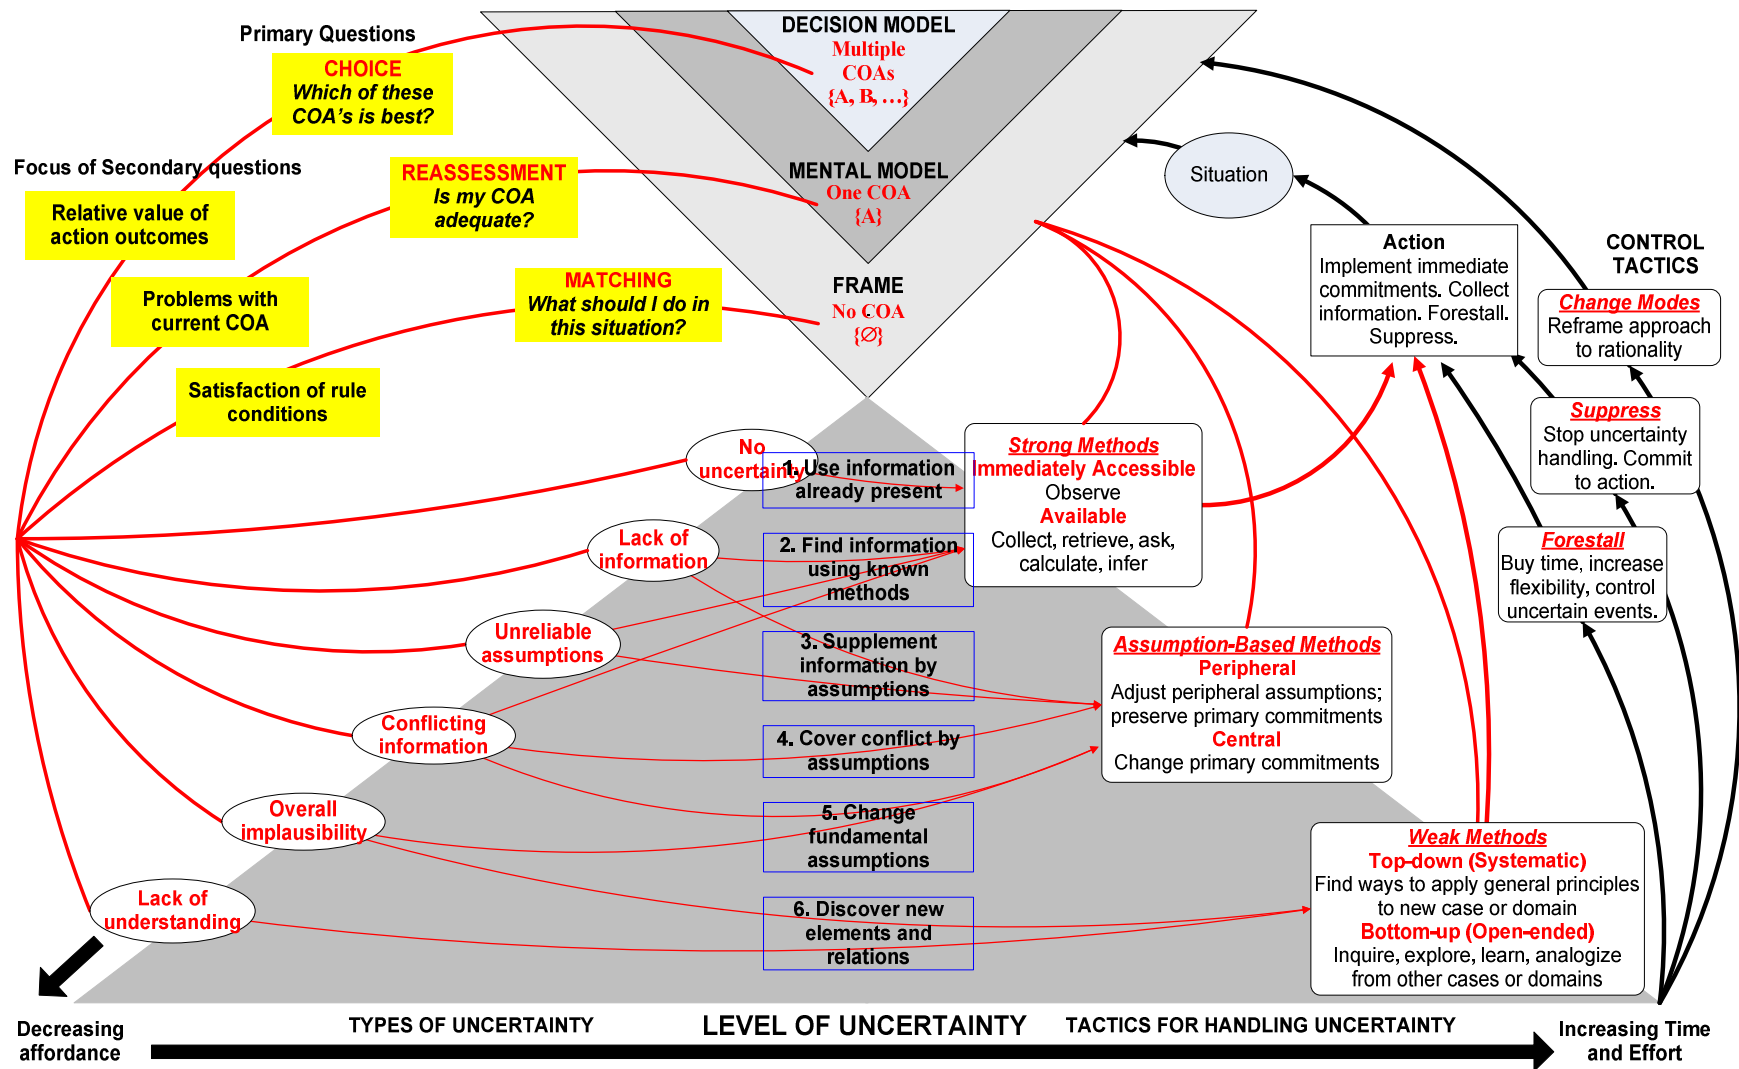 Primary Questions
CHOICE
Which of these
COA's is best?
Focus of Secondary questions
Relative value of
action outcomes
REASSESSMENT
Is my COA
adequate?
Problems with
current COA
MATCHING
What should I do in
this situation?
Satisfaction of rule
conditions
DECISION MODEL
Multiple
COAs
{A, B, …}
MENTAL MODEL
One COA
{A}
FRAME
No COA
{∅}
Situation
Action
Implement immediate
commitments. Collect
information. Forestall.
Suppress.
CONTROL
TACTICS
Change Modes
Reframe approach
to rationality
Suppress
Stop uncertainty
handling. Commit
to action.
Forestall
Buy time, increase
flexibility, control
uncertain events.
No
uncertainty
Lack of
information
Unreliable
assumptions
Conflicting
information
Overall
implausibility
Lack of
understanding
1. Use information
already present
2. Find information
using known
methods
3. Supplement
information by
assumptions
4. Cover conflict by
assumptions
5. Change
fundamental
assumptions
6. Discover new
elements and
relations
Strong Methods
Immediately Accessible
Observe
Available
Collect, retrieve, ask,
calculate, infer
Assumption-Based Methods
Peripheral
Adjust peripheral assumptions;
preserve primary commitments
Central
Change primary commitments
Weak Methods
Top-down (Systematic)
Find ways to apply general principles
to new case or domain
Bottom-up (Open-ended)
Inquire, explore, learn, analogize
from other cases or domains
Decreasing
affordance
TYPES OF UNCERTAINTY
LEVEL OF UNCERTAINTY
TACTICS FOR HANDLING UNCERTAINTY
Increasing Time
and Effort